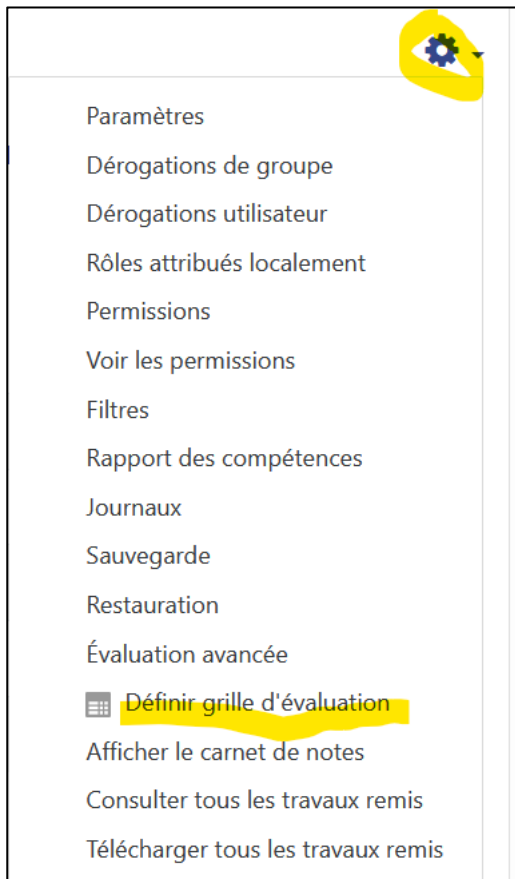 Paramètres
Dérogations de groupe
Dérogations utilisateur
Rôles attribués localement
Permissions
Voir les permissions
Filtres
Rapport des compétences
Journaux
Sauvegarde
Restauration
Évaluation avancée
Définir grille d'évaluation
Afficher le carnet de notes
Consulter tous les travaux remis
Télécharger tous les travaux remis